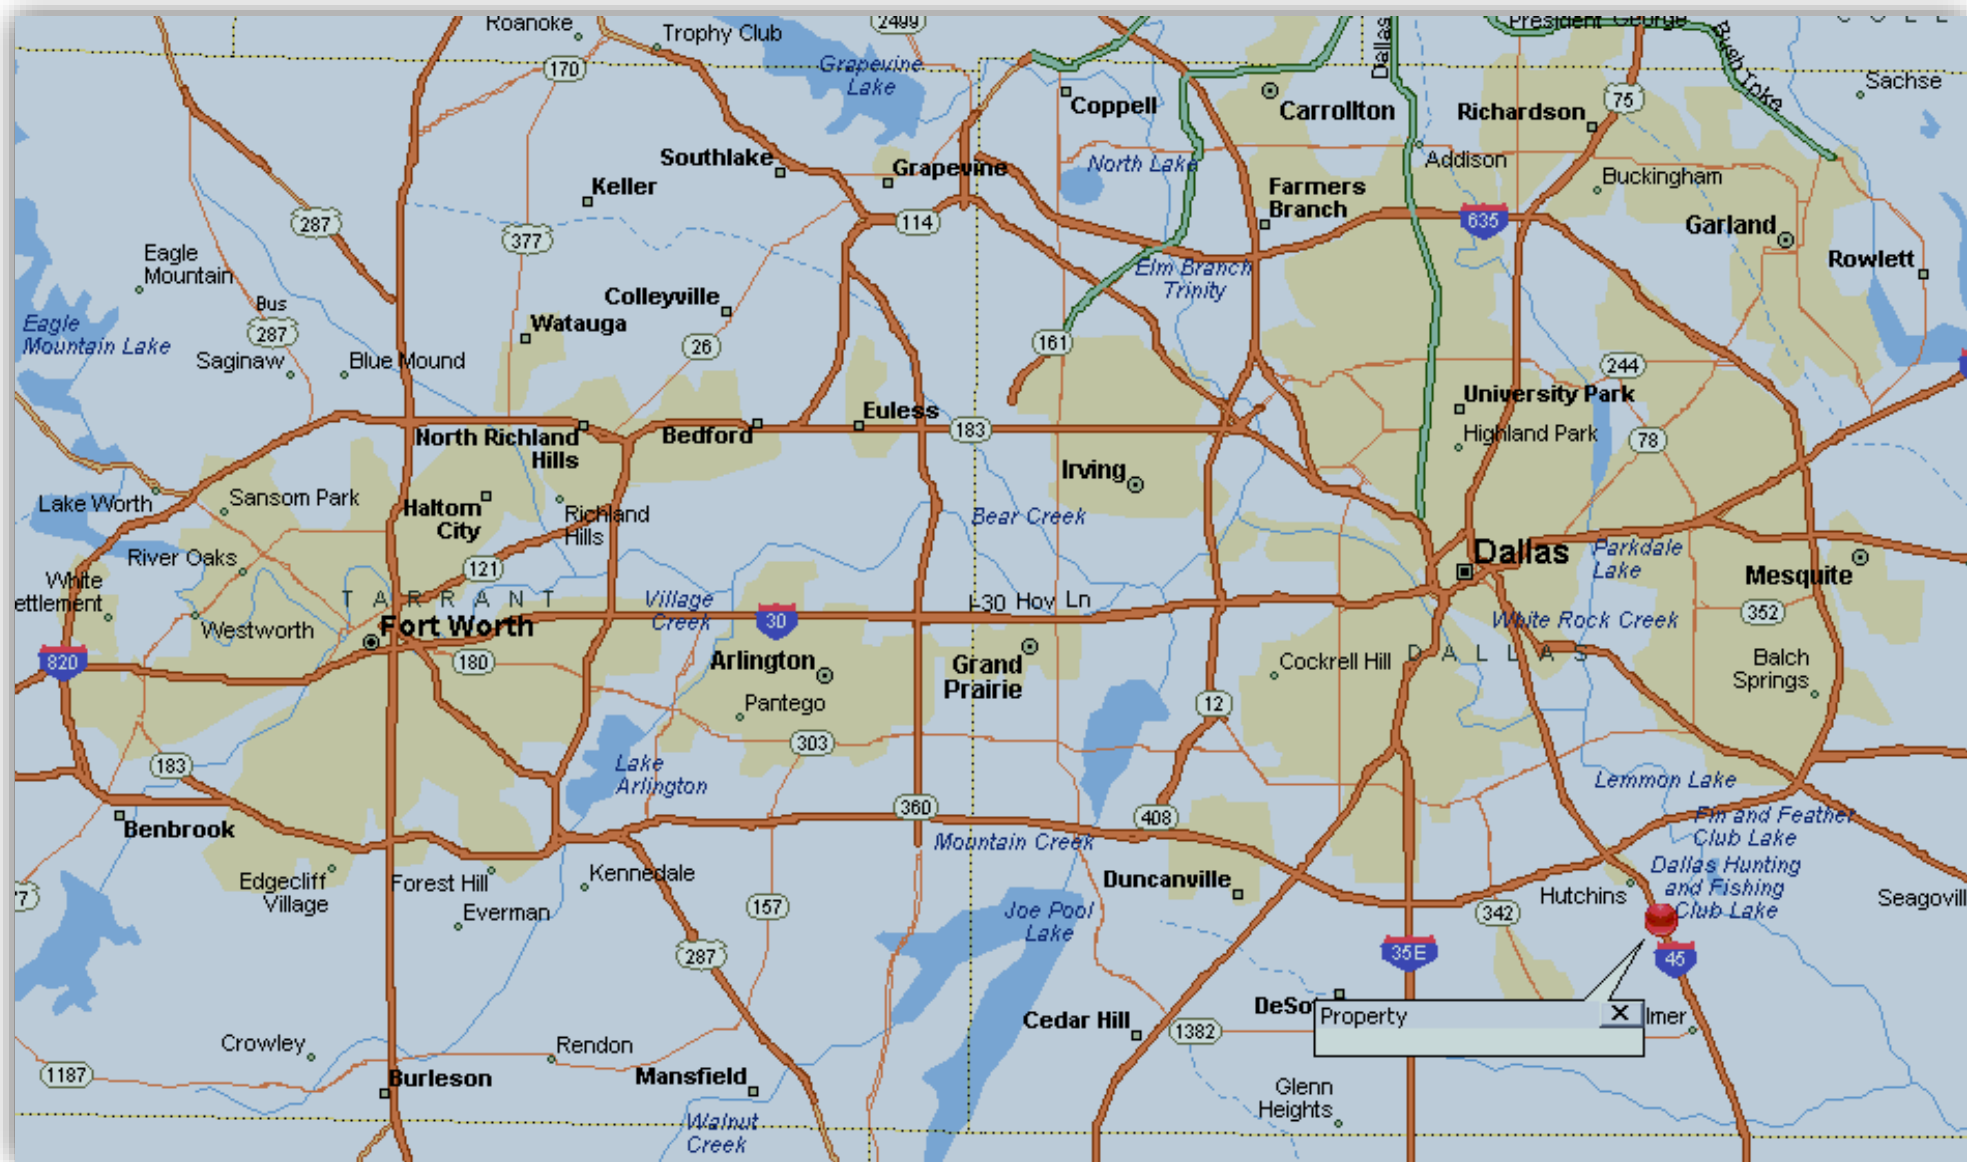 Roanoke
Trophy Club
2499
Dallas
President George
Bush Tnke
C O L L
170
Grapevine
Lake
Coppell
Carrollton
Richardson
75
Sachse
Southlake
Grapevine
North Lake
Addison
Keller
Farmers
Branch
Buckingham
287
377
114
635
Garland
Eagle
Mountain
Rowlett
Elm Branch
Trinity
Bus
287
Colleyville
Eagle
Mountain Lake
Watauga
26
161
Saginaw
Blue Mound
244
University Park
Euless
North Richland
Hills
Bedford
183
Highland Park
78
Irving
Lake Worth
Sansom Park
Haltom
City
Richland
Hills
Bear Creek
River Oaks
121
Dallas
Parkdale
Lake
Mesquite
White
ettlement
T A R R A N T
Village
Creek
I-30 Hov Ln
352
Westworth
Fort Worth
30
White Rock Creek
820
180
Arlington
Grand
Prairie
Cockrell Hill
D A L L A S
Balch
Springs
Pantego
12
183
303
Lake
Arlington
Lemmon Lake
Benbrook
360
408
Fin and Feather
Club Lake
Mountain Creek
Dallas Hunting
and Fishing
Club Lake
Edgecliff
Village
Forest Hill
Kennedale
Duncanville
Hutchins
Seagovill
7
Everman
157
Joe Pool
Lake
342
287
35E
45
Cedar Hill
DeSo
Property
lmer
1382
Crowley
Rendon
1187
Burleson
Mansfield
Glenn
Heights
Walnut
Creek